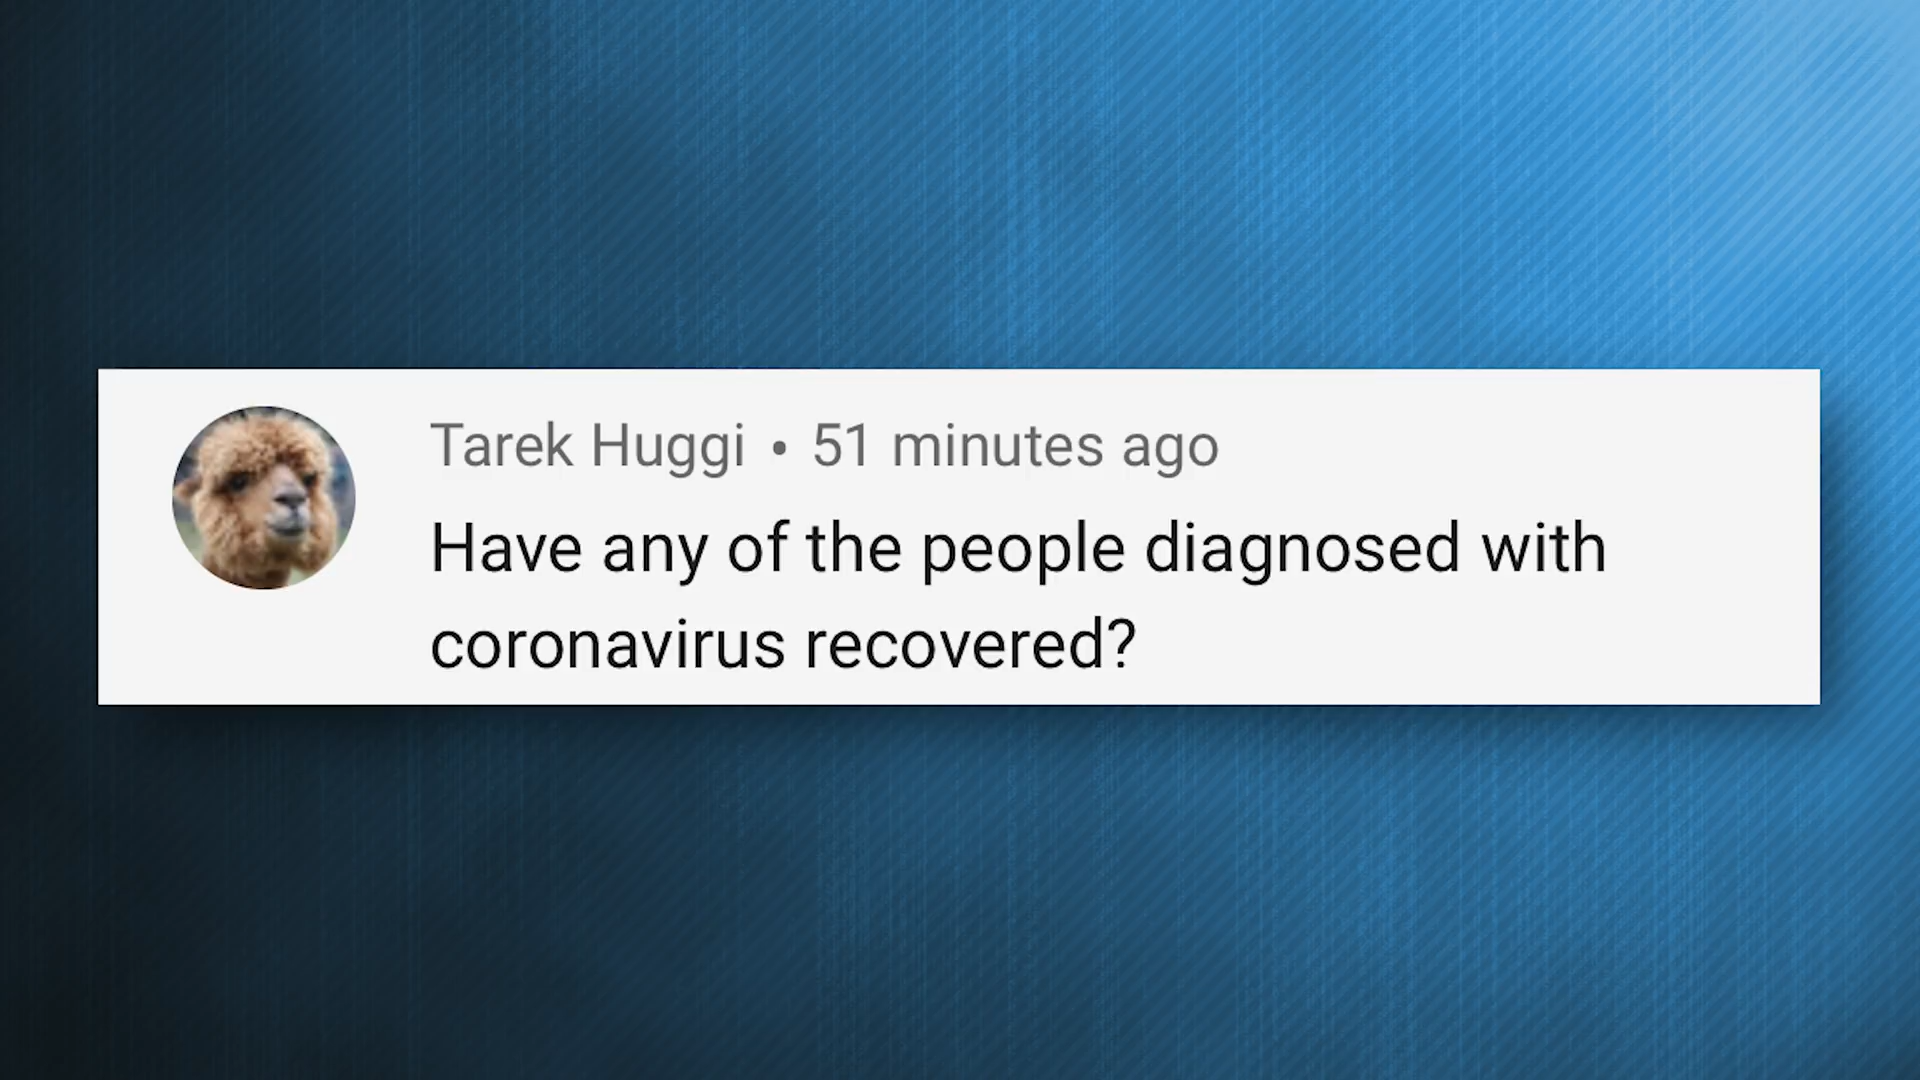 Tarek Huggi • 51 minutes ago
Have any of the people diagnosed with
coronavirus recovered?